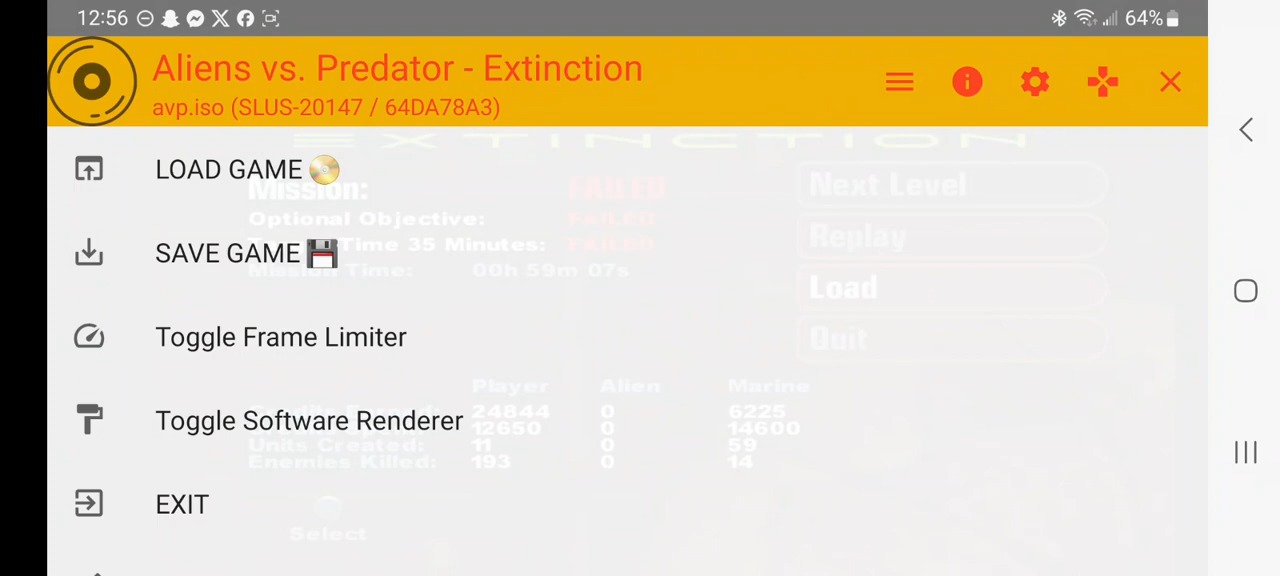 12:56
64%
Aliens vs. Predator - Extinction
avp.iso (SLUS-20147 / 64DA78A3)
EXTINCTION
LOAD GAME
Mission: FAILED
Next Level
Optional Objective: FAILED
Replay
SAVE GAME
Time 35 Minutes: FAILED
Mission Time: 00h 59m 07s
Load
Toggle Frame Limiter
Quit
Player Alien Marine
24844 0 6225
Toggle Software Renderer
12650 0 14600
Units Created: 11 0 59
Enemies Killed: 193 0 14
EXIT
Select